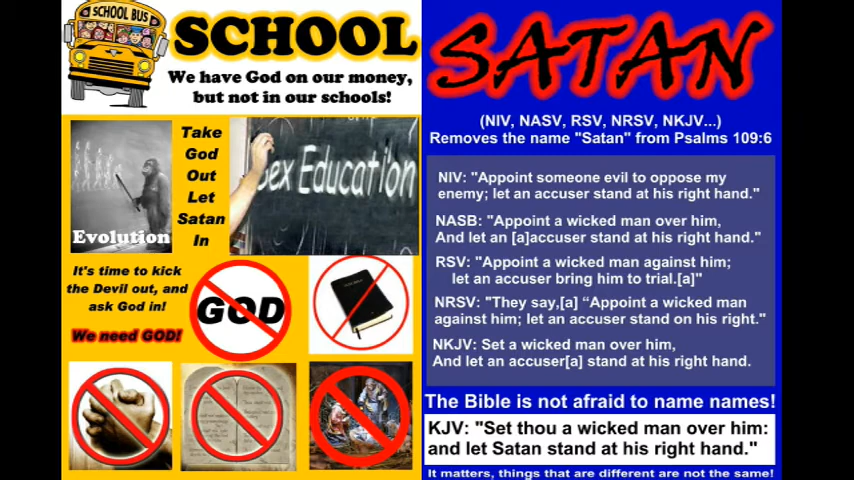 SCHOOL BUS
SCHOOL
We have God on our money,
but not in our schools!
Evolution
Take
God
Out
Let
Satan
In
Sex Education
It's time to kick
the Devil out, and
ask God in!
We need GOD!
GOD
SATAN
(NIV, NASV, RSV, NRSV, NKJV...)
Removes the name "Satan" from Psalms 109:6
NIV: "Appoint someone evil to oppose my
enemy; let an accuser stand at his right hand."
NASB: "Appoint a wicked man over him,
And let an [a]accuser stand at his right hand."
RSV: "Appoint a wicked man against him;
let an accuser bring him to trial.[a]"
NRSV: "They say,[a] “Appoint a wicked man
against him; let an accuser stand on his right."
NKJV: Set a wicked man over him,
And let an accuser[a] stand at his right hand.
The Bible is not afraid to name names!
KJV: "Set thou a wicked man over him:
and let Satan stand at his right hand."
It matters, things that are different are not the same!